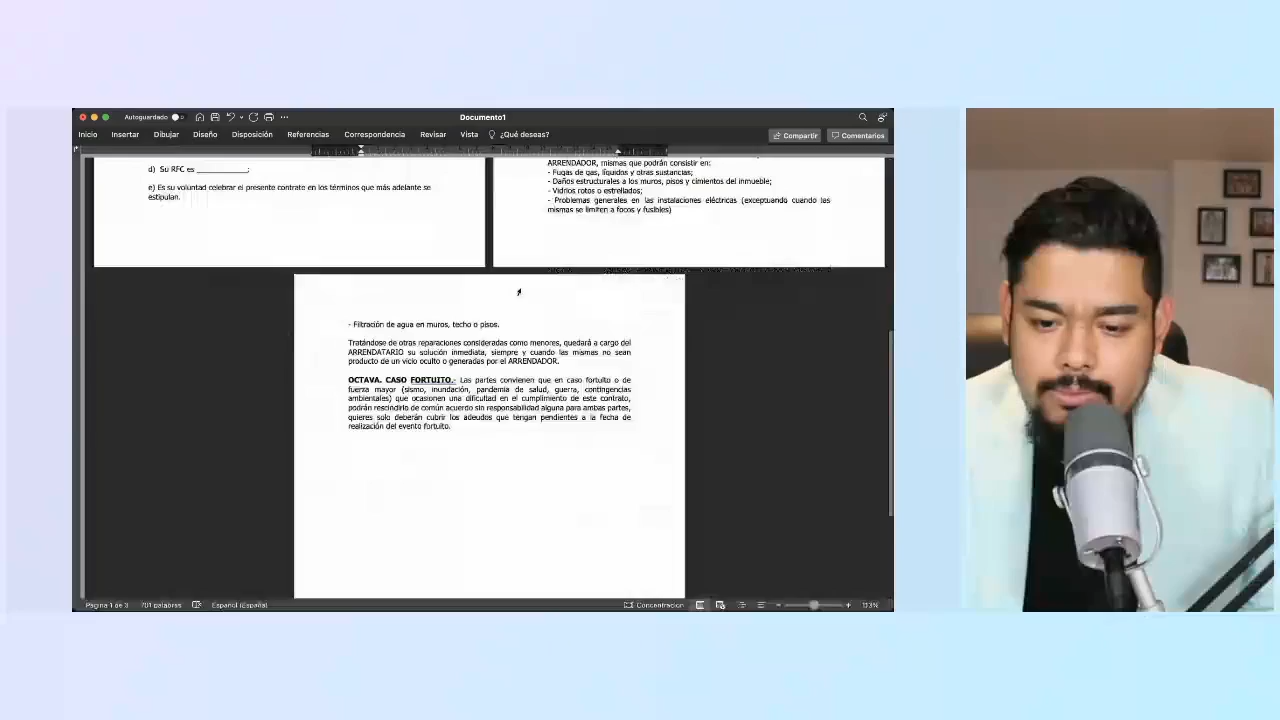 Autoguardado
Documento1
Inicio Insertar Dibujar Diseño Disposición Referencias Correspondencia Revisar Vista ¿Qué deseas?
Compartir Comentarios
d) Su RFC es ____________;
e) Es su voluntad celebrar el presente contrato en los términos que más adelante se
estipulan.
ARRENDADOR, mismas que podrán consistir en:
- Fugas de gas, líquidos y otras sustancias;
- Daños estructurales a los muros, pisos y cimientos del inmueble;
- Vidrios rotos o estrellados;
- Problemas generales en las instalaciones eléctricas (exceptuando cuando las
mismas se limiten a focos y fusibles)
- Filtración de agua en muros, techo o pisos.
Tratándose de otras reparaciones consideradas como menores, quedará a cargo del
ARRENDATARIO su solución inmediata, siempre y cuando las mismas no sean
producto de un vicio oculto o generadas por el ARRENDADOR.
OCTAVA. CASO FORTUITO.- Las partes convienen que en caso fortuito o de
fuerza mayor (sismo, inundación, pandemia de salud, guerra, contingencias
ambientales) que ocasionen una dificultad en el cumplimiento de este contrato,
podrán rescindirlo de común acuerdo sin responsabilidad alguna para ambas partes,
quieres solo deberán cubrir los adeudos que tengan pendientes a la fecha de
realización del evento fortuito.
Página 1 de 3 701 palabras Español (España) Concentración 113%